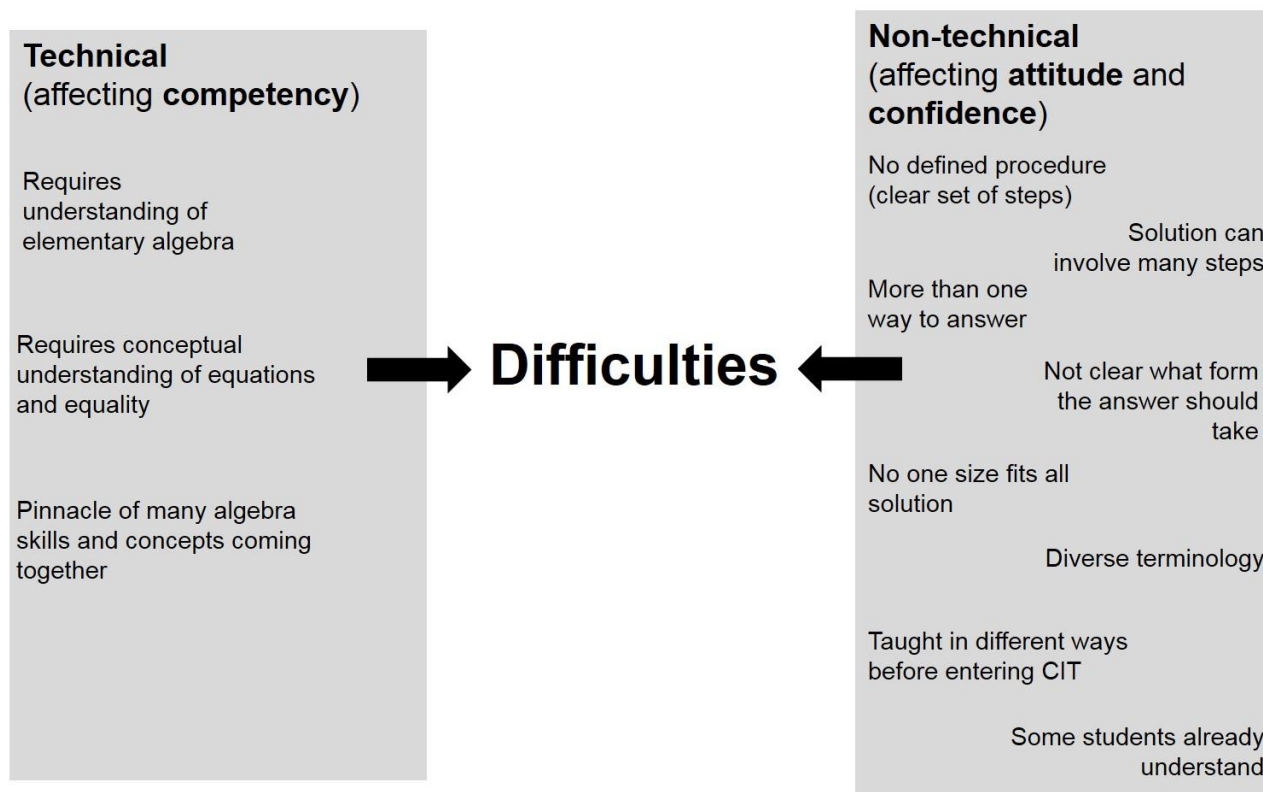 Technical
(affecting competency)
Requires
understanding of
elementary algebra
Requires conceptual
understanding of equations
and equality
Pinnacle of many algebra
skills and concepts coming
together
Difficulties
Non-technical
(affecting attitude and
confidence)
No defined procedure
(clear set of steps)
Solution can
involve many steps
More than one
way to answer
Not clear what form
the answer should
take
No one size fits all
solution
Diverse terminology
Taught in different ways
before entering CIT
Some students already
understand